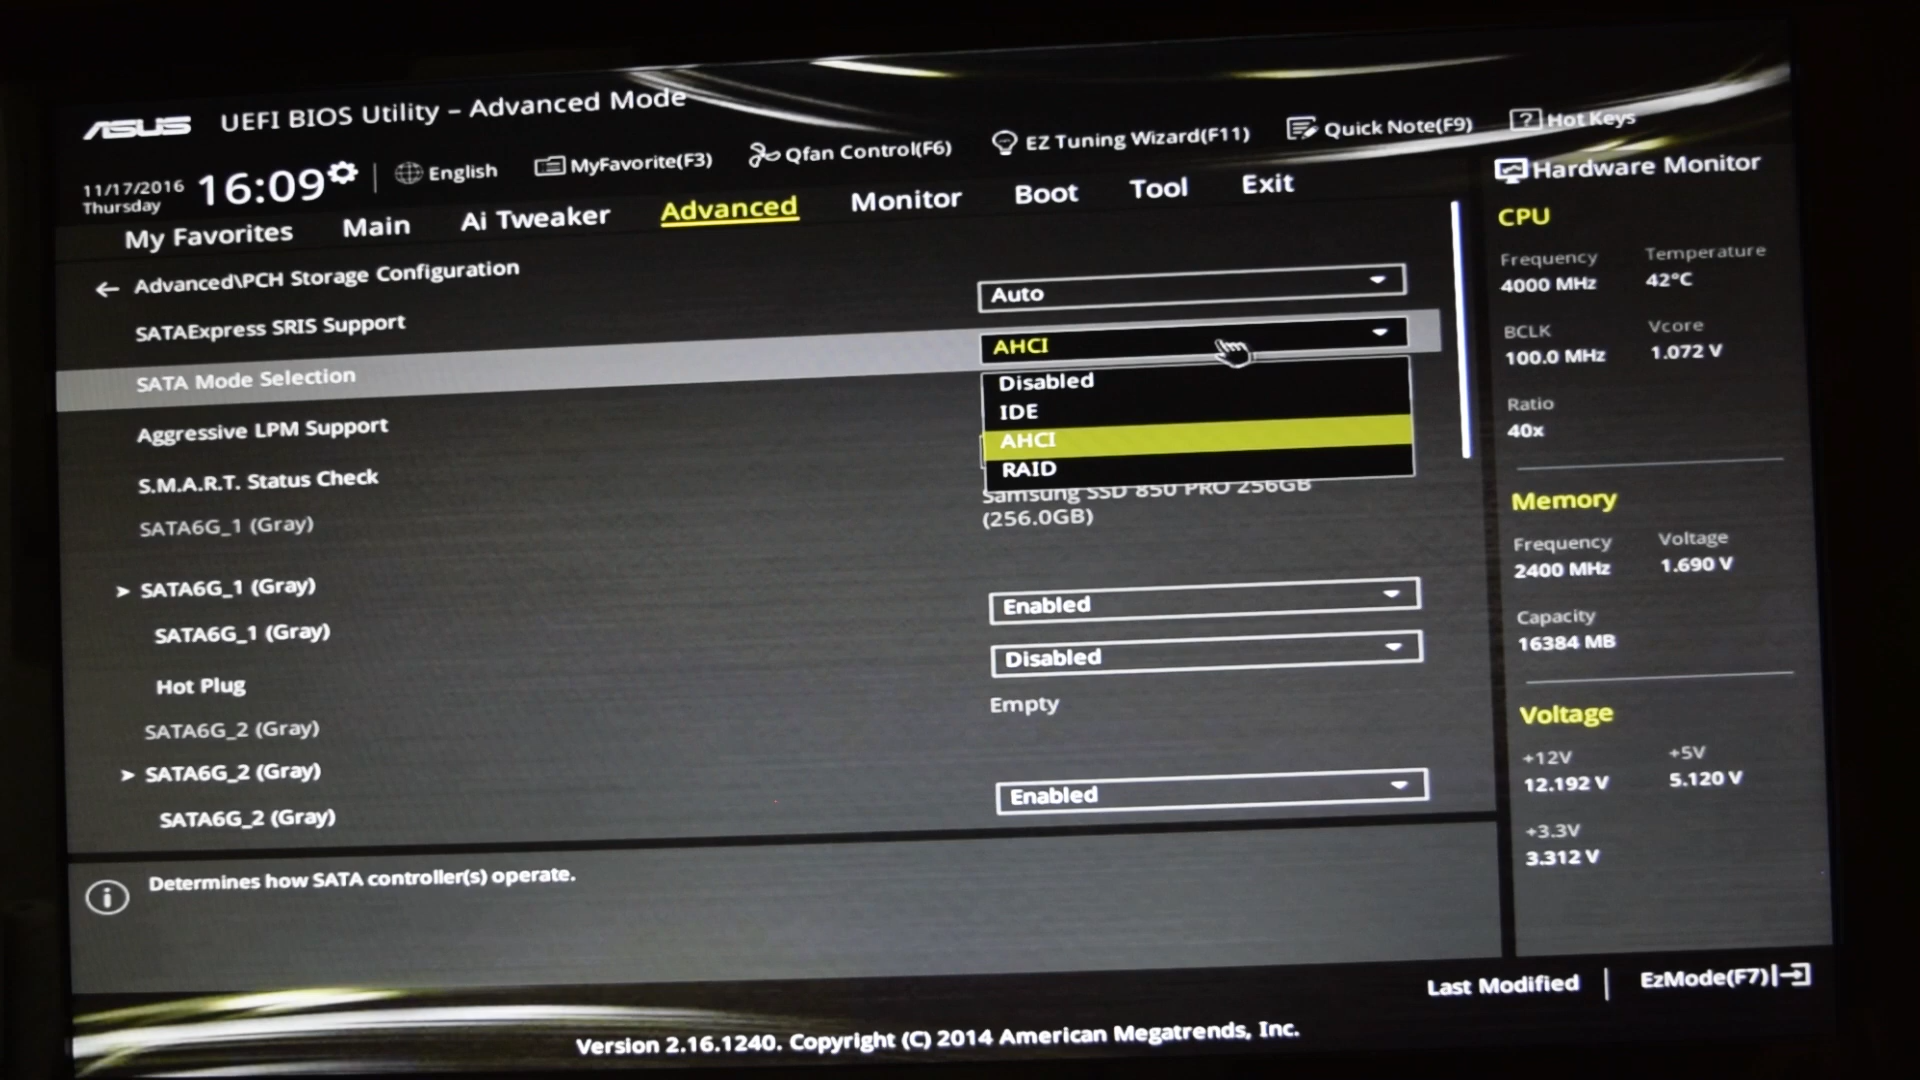 ASUS UEFI BIOS Utility – Advanced Mode
11/17/2016
Thursday
16:09
English
MyFavorite(F3)
Qfan Control(F6)
EZ Tuning Wizard(F11)
Quick Note(F9)
? Hot Keys
My Favorites
Main
Ai Tweaker
Advanced
Monitor
Boot
Tool
Exit
Advanced\PCH Storage Configuration
SATAExpress SRIS Support
Auto
SATA Mode Selection
AHCI
Disabled
IDE
AHCI
RAID
Aggressive LPM Support
S.M.A.R.T. Status Check
SATA6G_1 (Gray)
Samsung SSD 850 PRO 256GB
(256.0GB)
SATA6G_1 (Gray)
SATA6G_1 (Gray)
Enabled
Hot Plug
Disabled
SATA6G_2 (Gray)
Empty
SATA6G_2 (Gray)
SATA6G_2 (Gray)
Enabled
Determines how SATA controller(s) operate.
Hardware Monitor
CPU
Frequency
Temperature
4000 MHz
42°C
BCLK
Vcore
100.0 MHz
1.072 V
Ratio
40x
Memory
Frequency
Voltage
2400 MHz
1.690 V
Capacity
16384 MB
Voltage
+12V
+5V
12.192 V
5.120 V
+3.3V
3.312 V
Last Modified
EzMode(F7)
Version 2.16.1240. Copyright (C) 2014 American Megatrends, Inc.